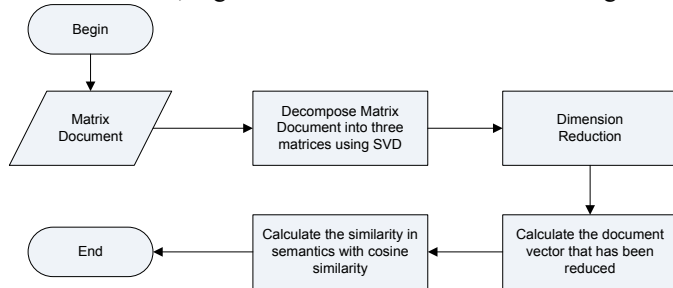 Begin
Matrix
Document
Decompose Matrix
Document into three
matrices using SVD
Dimension
Reduction
Calculate the document
vector that has been
reduced
Calculate the similarity in
semantics with cosine
similarity
End